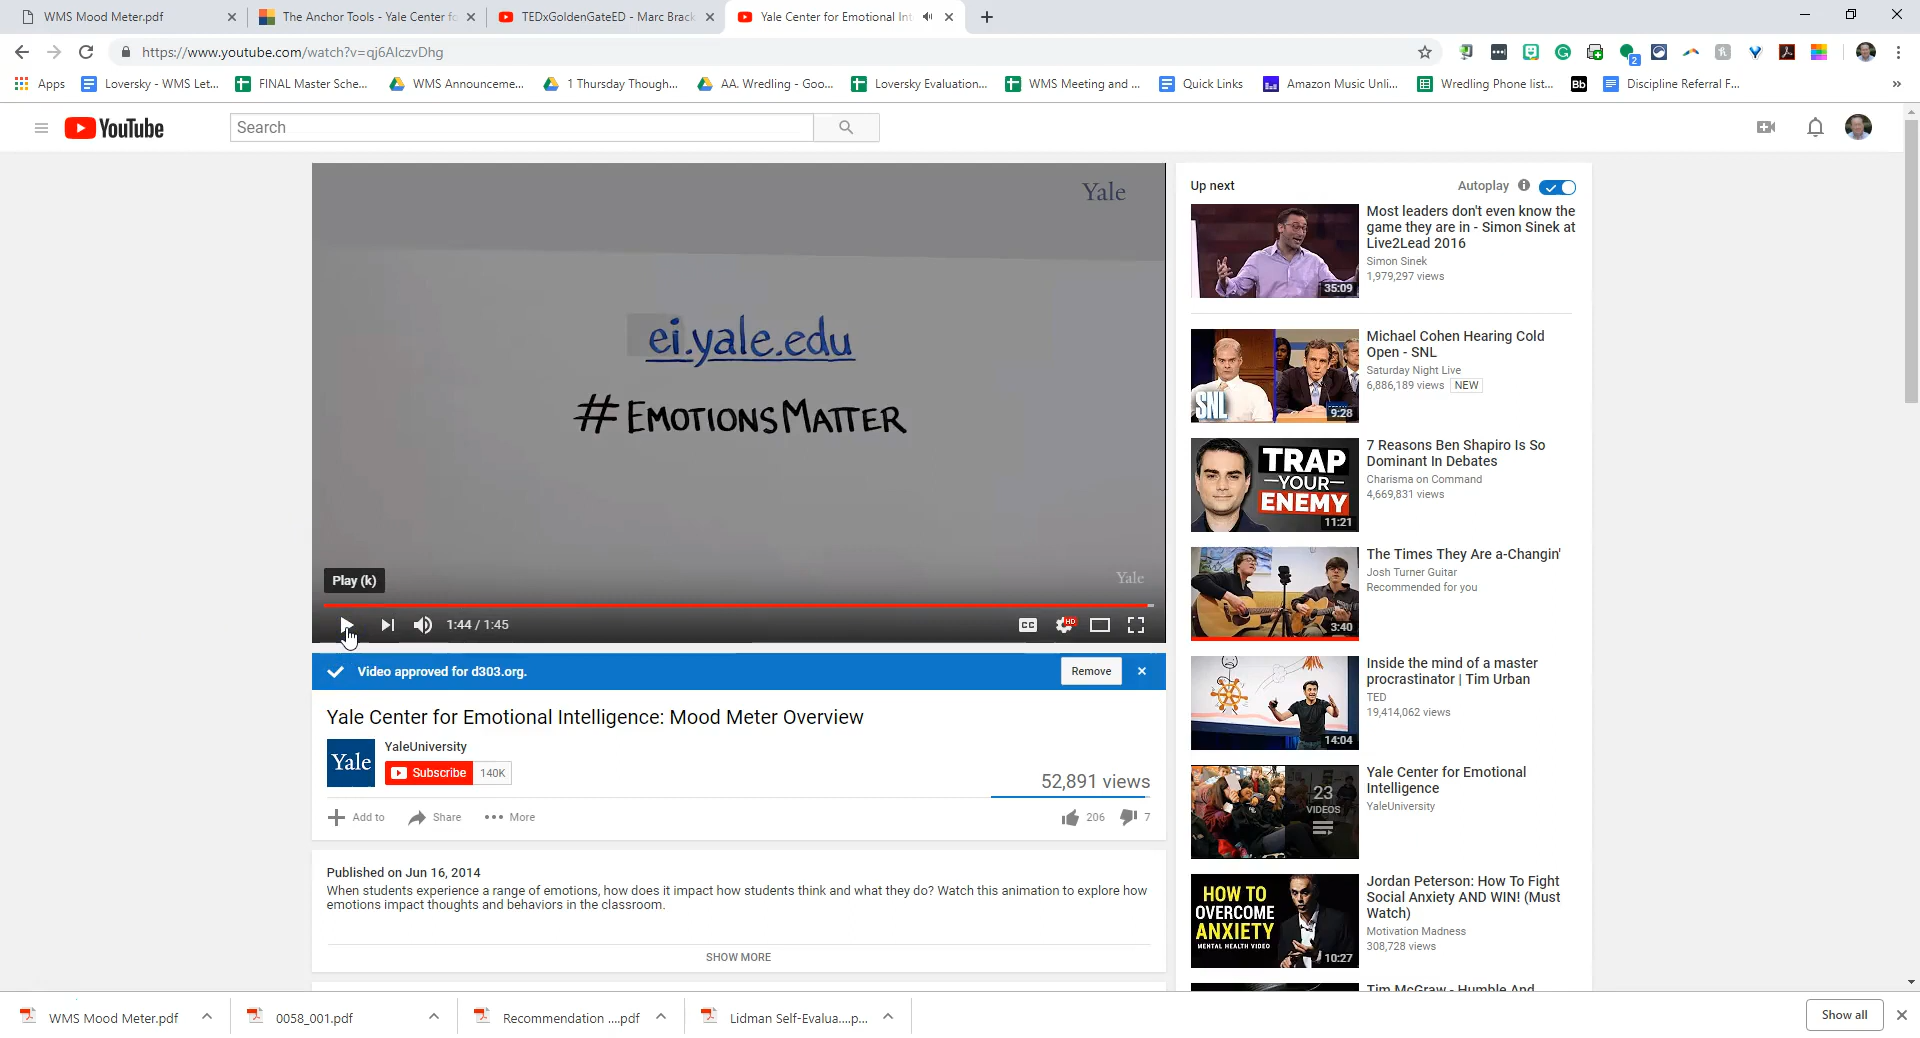 WMS Mood Meter.pdf
The Anchor Tools - Yale Center fo
TEDxGoldenGateED - Marc Brack
Yale Center for Emotional Int
https://www.youtube.com/watch?v=qj6AlczvDhg
2
Apps
Loversky - WMS Let...
FINAL Master Sche...
WMS Announceme...
1 Thursday Though...
AA. Wredling - Goo...
Loversky Evaluation...
WMS Meeting and ...
Quick Links
Amazon Music Unli...
Wredling Phone list...
Bb
Discipline Referral F...
»
YouTube
Search
Yale
ei.yale.edu
#EMOTIONSMATTER
Yale
Play (k)
1:44 / 1:45
CC
HD
Video approved for d303.org.
Remove
Yale Center for Emotional Intelligence: Mood Meter Overview
Yale
YaleUniversity
Subscribe 140K
52,891 views
Add to
Share
More
206
7
Published on Jun 16, 2014
When students experience a range of emotions, how does it impact how students think and what they do? Watch this animation to explore how
emotions impact thoughts and behaviors in the classroom.
SHOW MORE
Up next
Autoplay
35:09
Most leaders don't even know the
game they are in - Simon Sinek at
Live2Lead 2016
Simon Sinek
1,979,297 views
SNL
9:28
Michael Cohen Hearing Cold
Open - SNL
Saturday Night Live
6,886,189 views NEW
TRAP
—YOUR—
ENEMY
11:21
7 Reasons Ben Shapiro Is So
Dominant In Debates
Charisma on Command
4,669,831 views
3:40
The Times They Are a-Changin'
Josh Turner Guitar
Recommended for you
14:04
Inside the mind of a master
procrastinator | Tim Urban
TED
19,414,062 views
23
VIDEOS
Yale Center for Emotional
Intelligence
YaleUniversity
HOW TO
OVERCOME
ANXIETY
MENTAL HEALTH VIDEO
10:27
Jordan Peterson: How To Fight
Social Anxiety AND WIN! (Must
Watch)
Motivation Madness
308,728 views
Tim McGraw - Humble And
WMS Mood Meter.pdf
0058_001.pdf
Recommendation ....pdf
Lidman Self-Evalua....p...
Show all